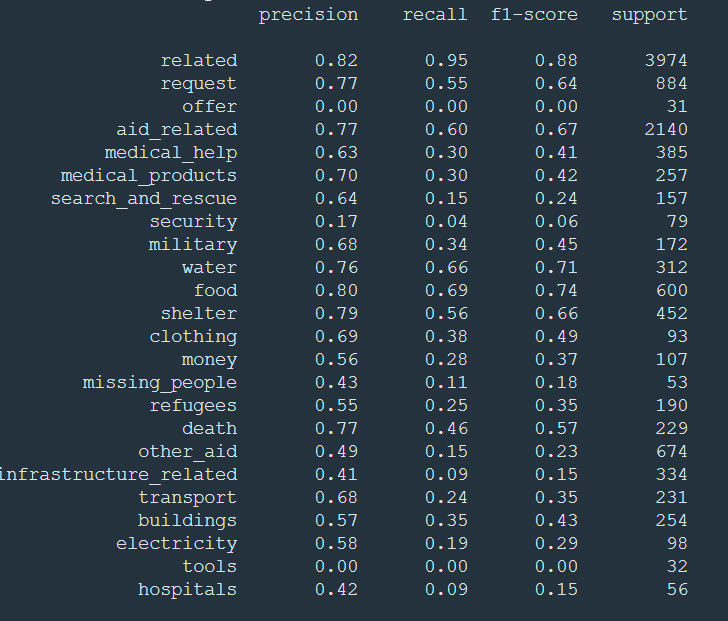 precision recall f1-score support
related 0.82 0.95 0.88 3974
request 0.77 0.55 0.64 884
offer 0.00 0.00 0.00 31
aid_related 0.77 0.60 0.67 2140
medical_help 0.63 0.30 0.41 385
medical_products 0.70 0.30 0.42 257
search_and_rescue 0.64 0.15 0.24 157
security 0.17 0.04 0.06 79
military 0.68 0.34 0.45 172
water 0.76 0.66 0.71 312
food 0.80 0.69 0.74 600
shelter 0.79 0.56 0.66 452
clothing 0.69 0.38 0.49 93
money 0.56 0.28 0.37 107
missing_people 0.43 0.11 0.18 53
refugees 0.55 0.25 0.35 190
death 0.77 0.46 0.57 229
other_aid 0.49 0.15 0.23 674
infrastructure_related 0.41 0.09 0.15 334
transport 0.68 0.24 0.35 231
buildings 0.57 0.35 0.43 254
electricity 0.58 0.19 0.29 98
tools 0.00 0.00 0.00 32
hospitals 0.42 0.09 0.15 56